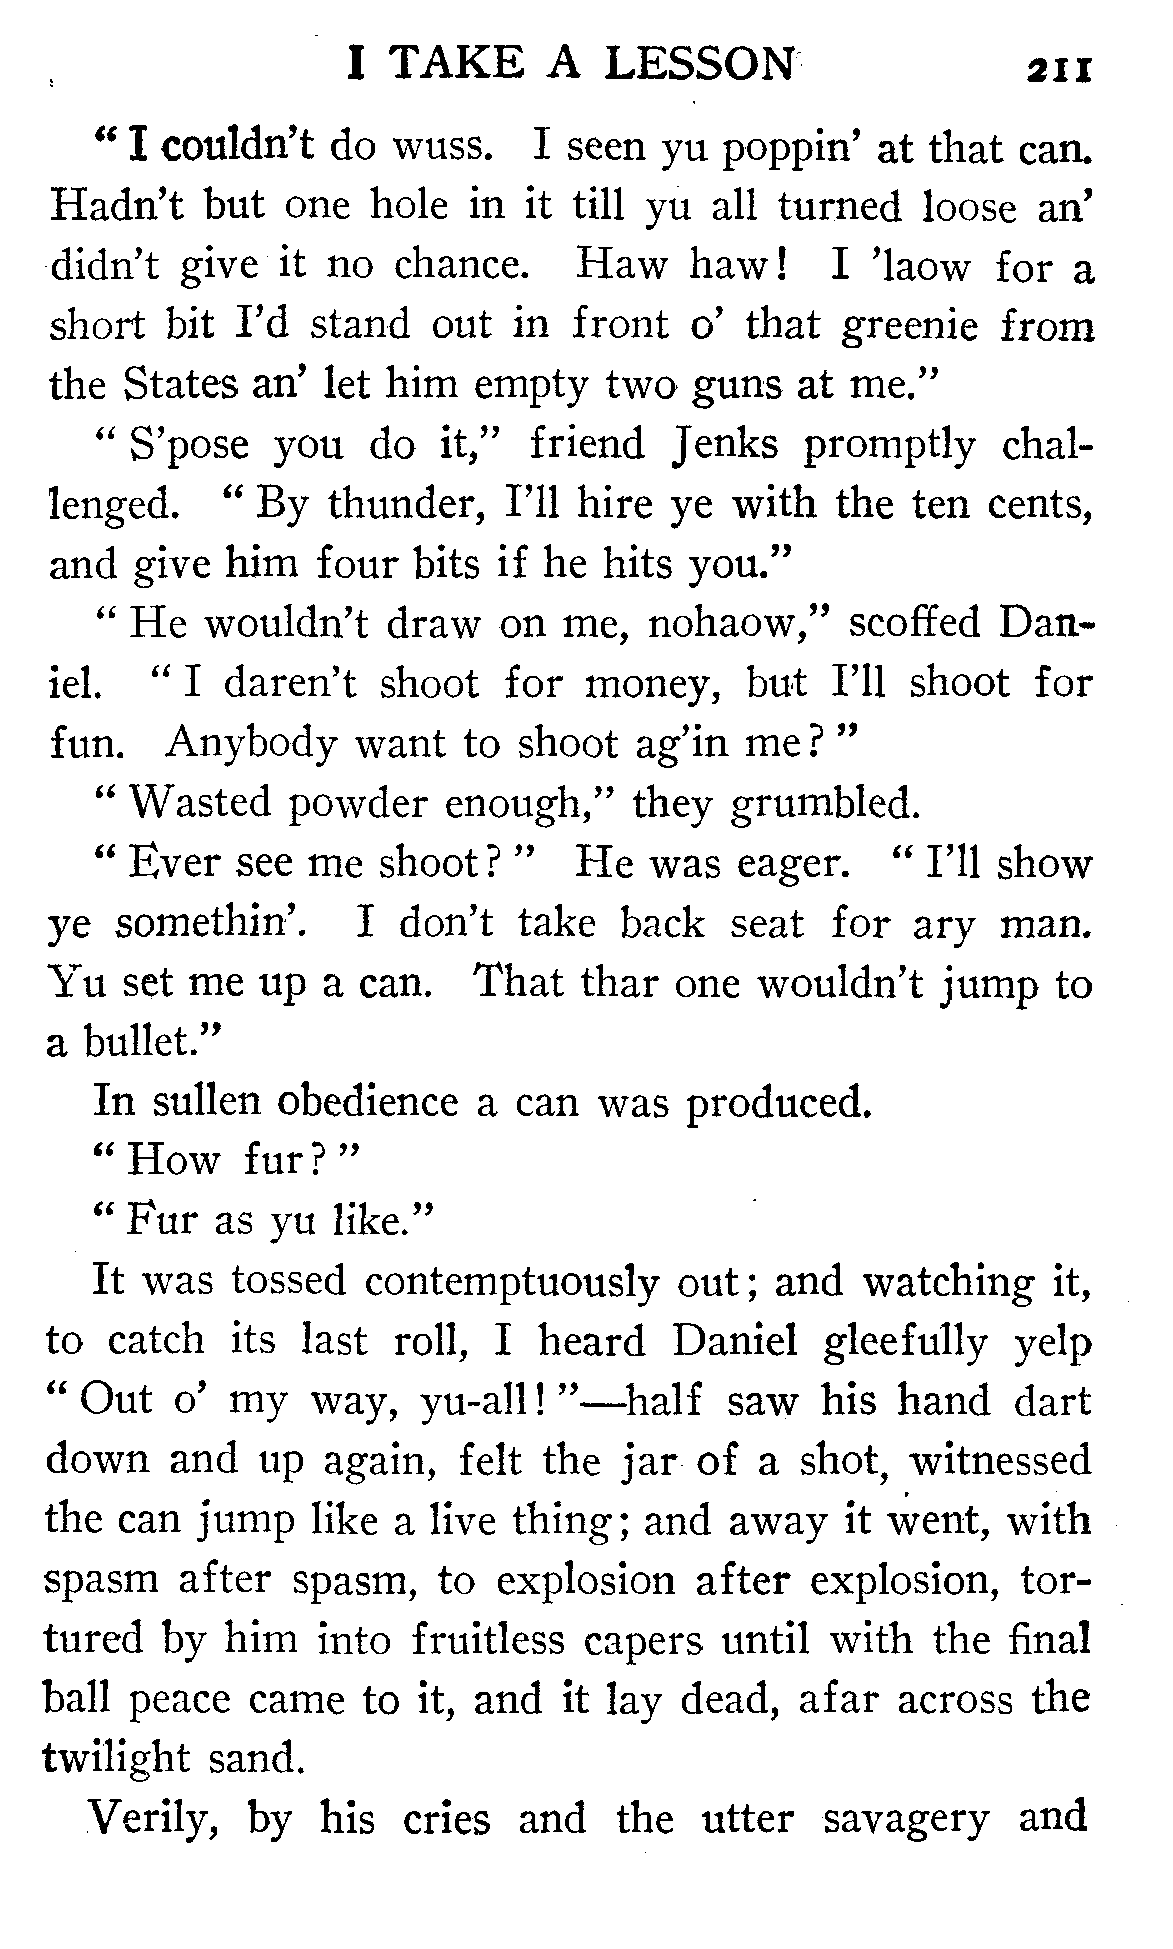 I TAKE A LESSON 211
“ I couldn’t do wuss. I seen yu poppin’ at that can.
Hadn’t but one hole in it till yu all turned loose an’
didn’t give it no chance. Haw haw! I ’laow for a
short bit I’d stand out in front o’ that greenie from
the States an’ let him empty two guns at me.”
“ S’pose you do it,” friend Jenks promptly chal-
lenged. “ By thunder, I’ll hire ye with the ten cents,
and give him four bits if he hits you.”
“ He wouldn’t draw on me, nohaow,” scoffed Dan-
iel. “ I daren’t shoot for money, but I’ll shoot for
fun. Anybody want to shoot ag’in me? ”
“ Wasted powder enough,” they grumbled.
“ Ever see me shoot? ” He was eager. “ I’ll show
ye somethin’. I don’t take back seat for ary man.
Yu set me up a can. That thar one wouldn’t jump to
a bullet.”
In sullen obedience a can was produced.
“ How fur? ”
“ Fur as yu like.”
It was tossed contemptuously out; and watching it,
to catch its last roll, I heard Daniel gleefully yelp
“ Out o’ my way, yu-all! ”—half saw his hand dart
down and up again, felt the jar of a shot, witnessed
the can jump like a live thing; and away it went, with
spasm after spasm, to explosion after explosion, tor-
tured by him into fruitless capers until with the final
ball peace came to it, and it lay dead, afar across the
twilight sand.
Verily, by his cries and the utter savagery and